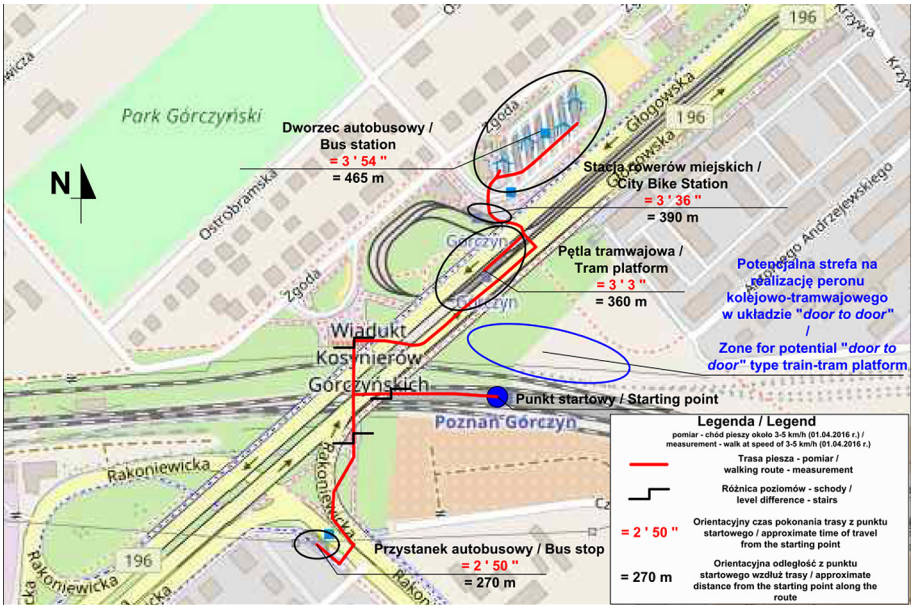 196
Krzywa
Krzy
owicza
Zgoda
Park Górczyński
Głogowska
196
Głogowska
Dworzec autobusowy /
Bus station
= 3 ' 54 "
= 465 m
Stacja rowerów miejskich /
City Bike Station
= 3 ' 36 "
= 390 m
N
Ostrobramska
Antoniego Andrzejewskiego
Górczyn
Pętla tramwajowa /
Tram platform
= 3 ' 3 "
= 360 m
Górczyn
Zgoda
Potencjalna strefa na
realizację peronu
kolejowo-tramwajowego
w układzie "door to door"
/
Zone for potential "door to
door" type train-tram platform
Wiadukt
Kosynierów
Górczyńskich
Punkt startowy / Starting point
Poznań Górczyn
Rakoniewicka
Rakoniewicka
196
Rakoniewicka
Rakon
Cz
Przystanek autobusowy / Bus stop
= 2 ' 50 "
= 270 m
Legenda / Legend
pomiar - chód pieszy około 3-5 km/h (01.04.2016 r.) /
measurement - walk at speed of 3-5 km/h (01.04.2016 r.)
Trasa piesza - pomiar /
walking route - measurement
Różnica poziomów - schody /
level difference - stairs
= 2 ' 50 "
Orientacyjny czas pokonania trasy z punktu
startowego / approximate time of travel
from the starting point
= 270 m
Orientacyjna odległość z punktu
startowego wzdłuż trasy / approximate
distance from the starting point along the
route